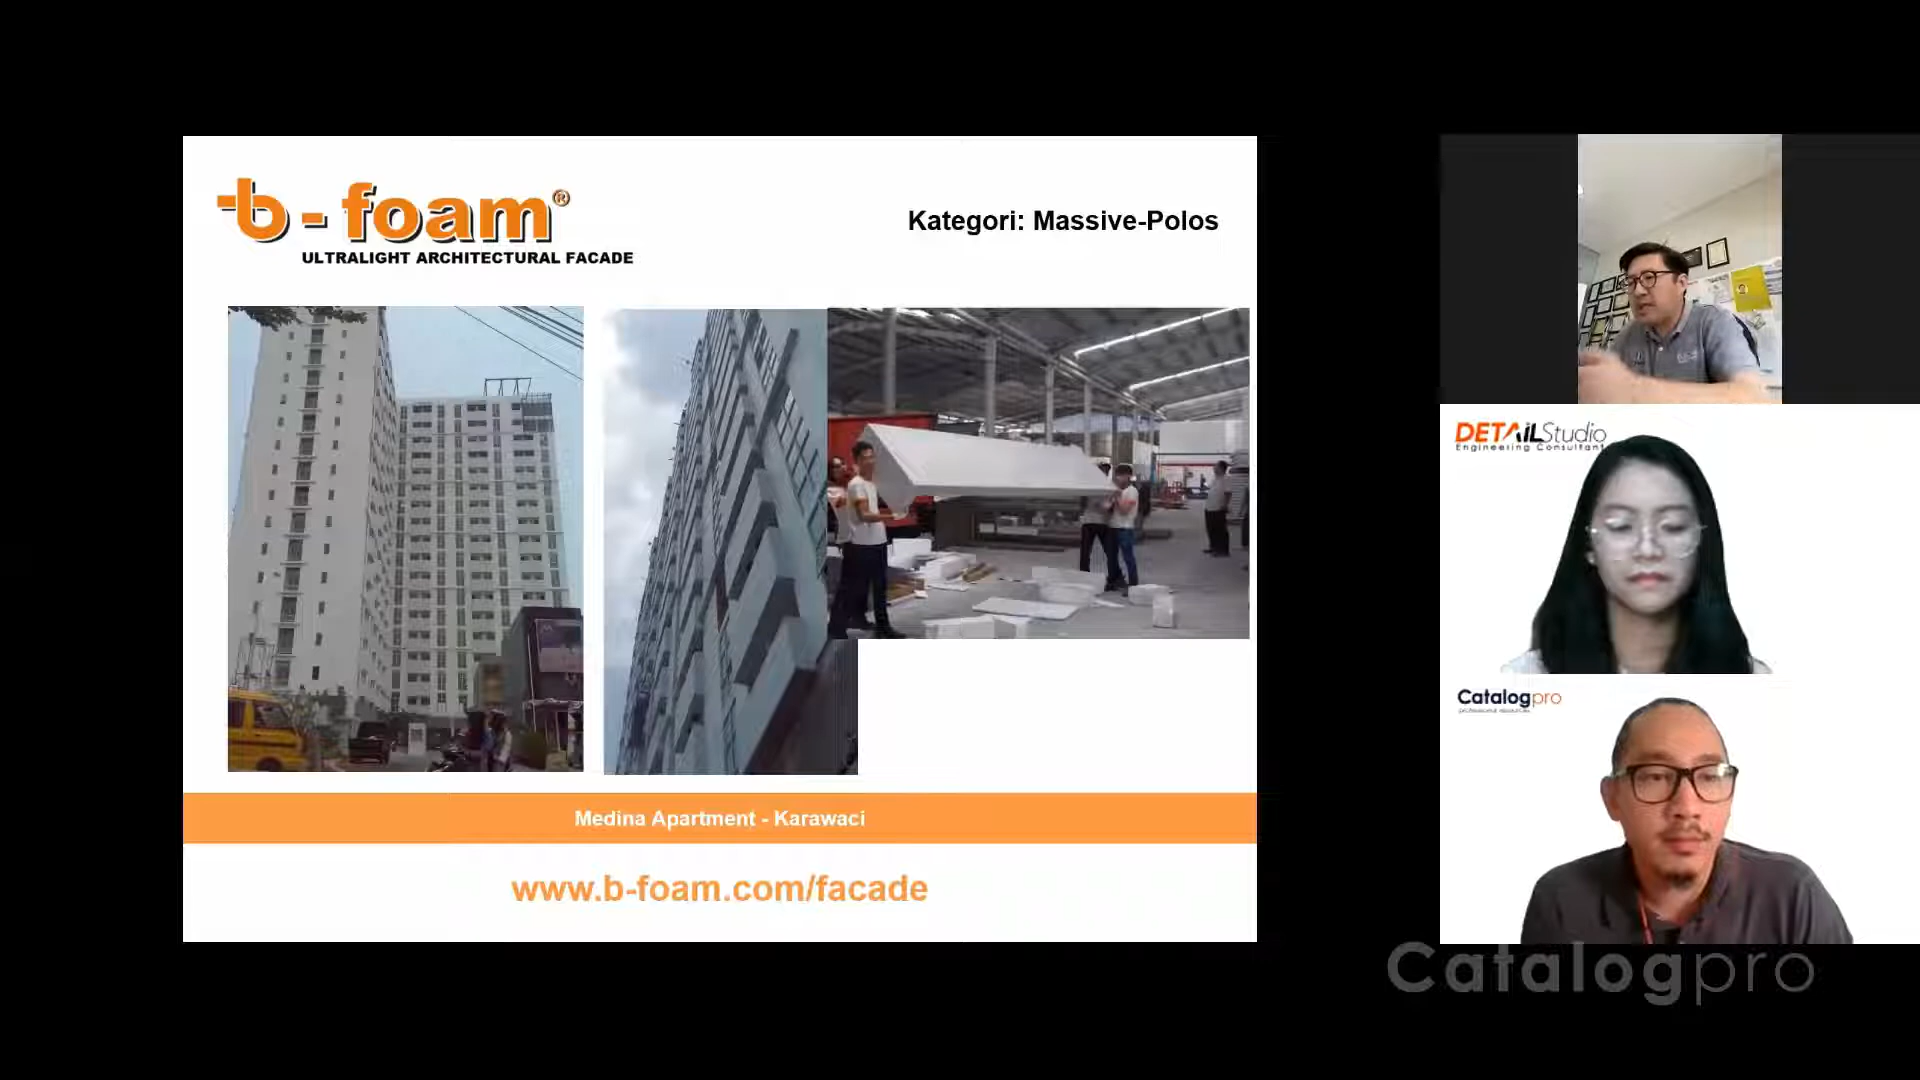 b-foam®
ULTRALIGHT ARCHITECTURAL FACADE
Kategori: Massive-Polos
Medina Apartment - Karawaci
www.b-foam.com/facade
DETAiLStudio
Engineering Consultant
Catalogpro
Catalogpro